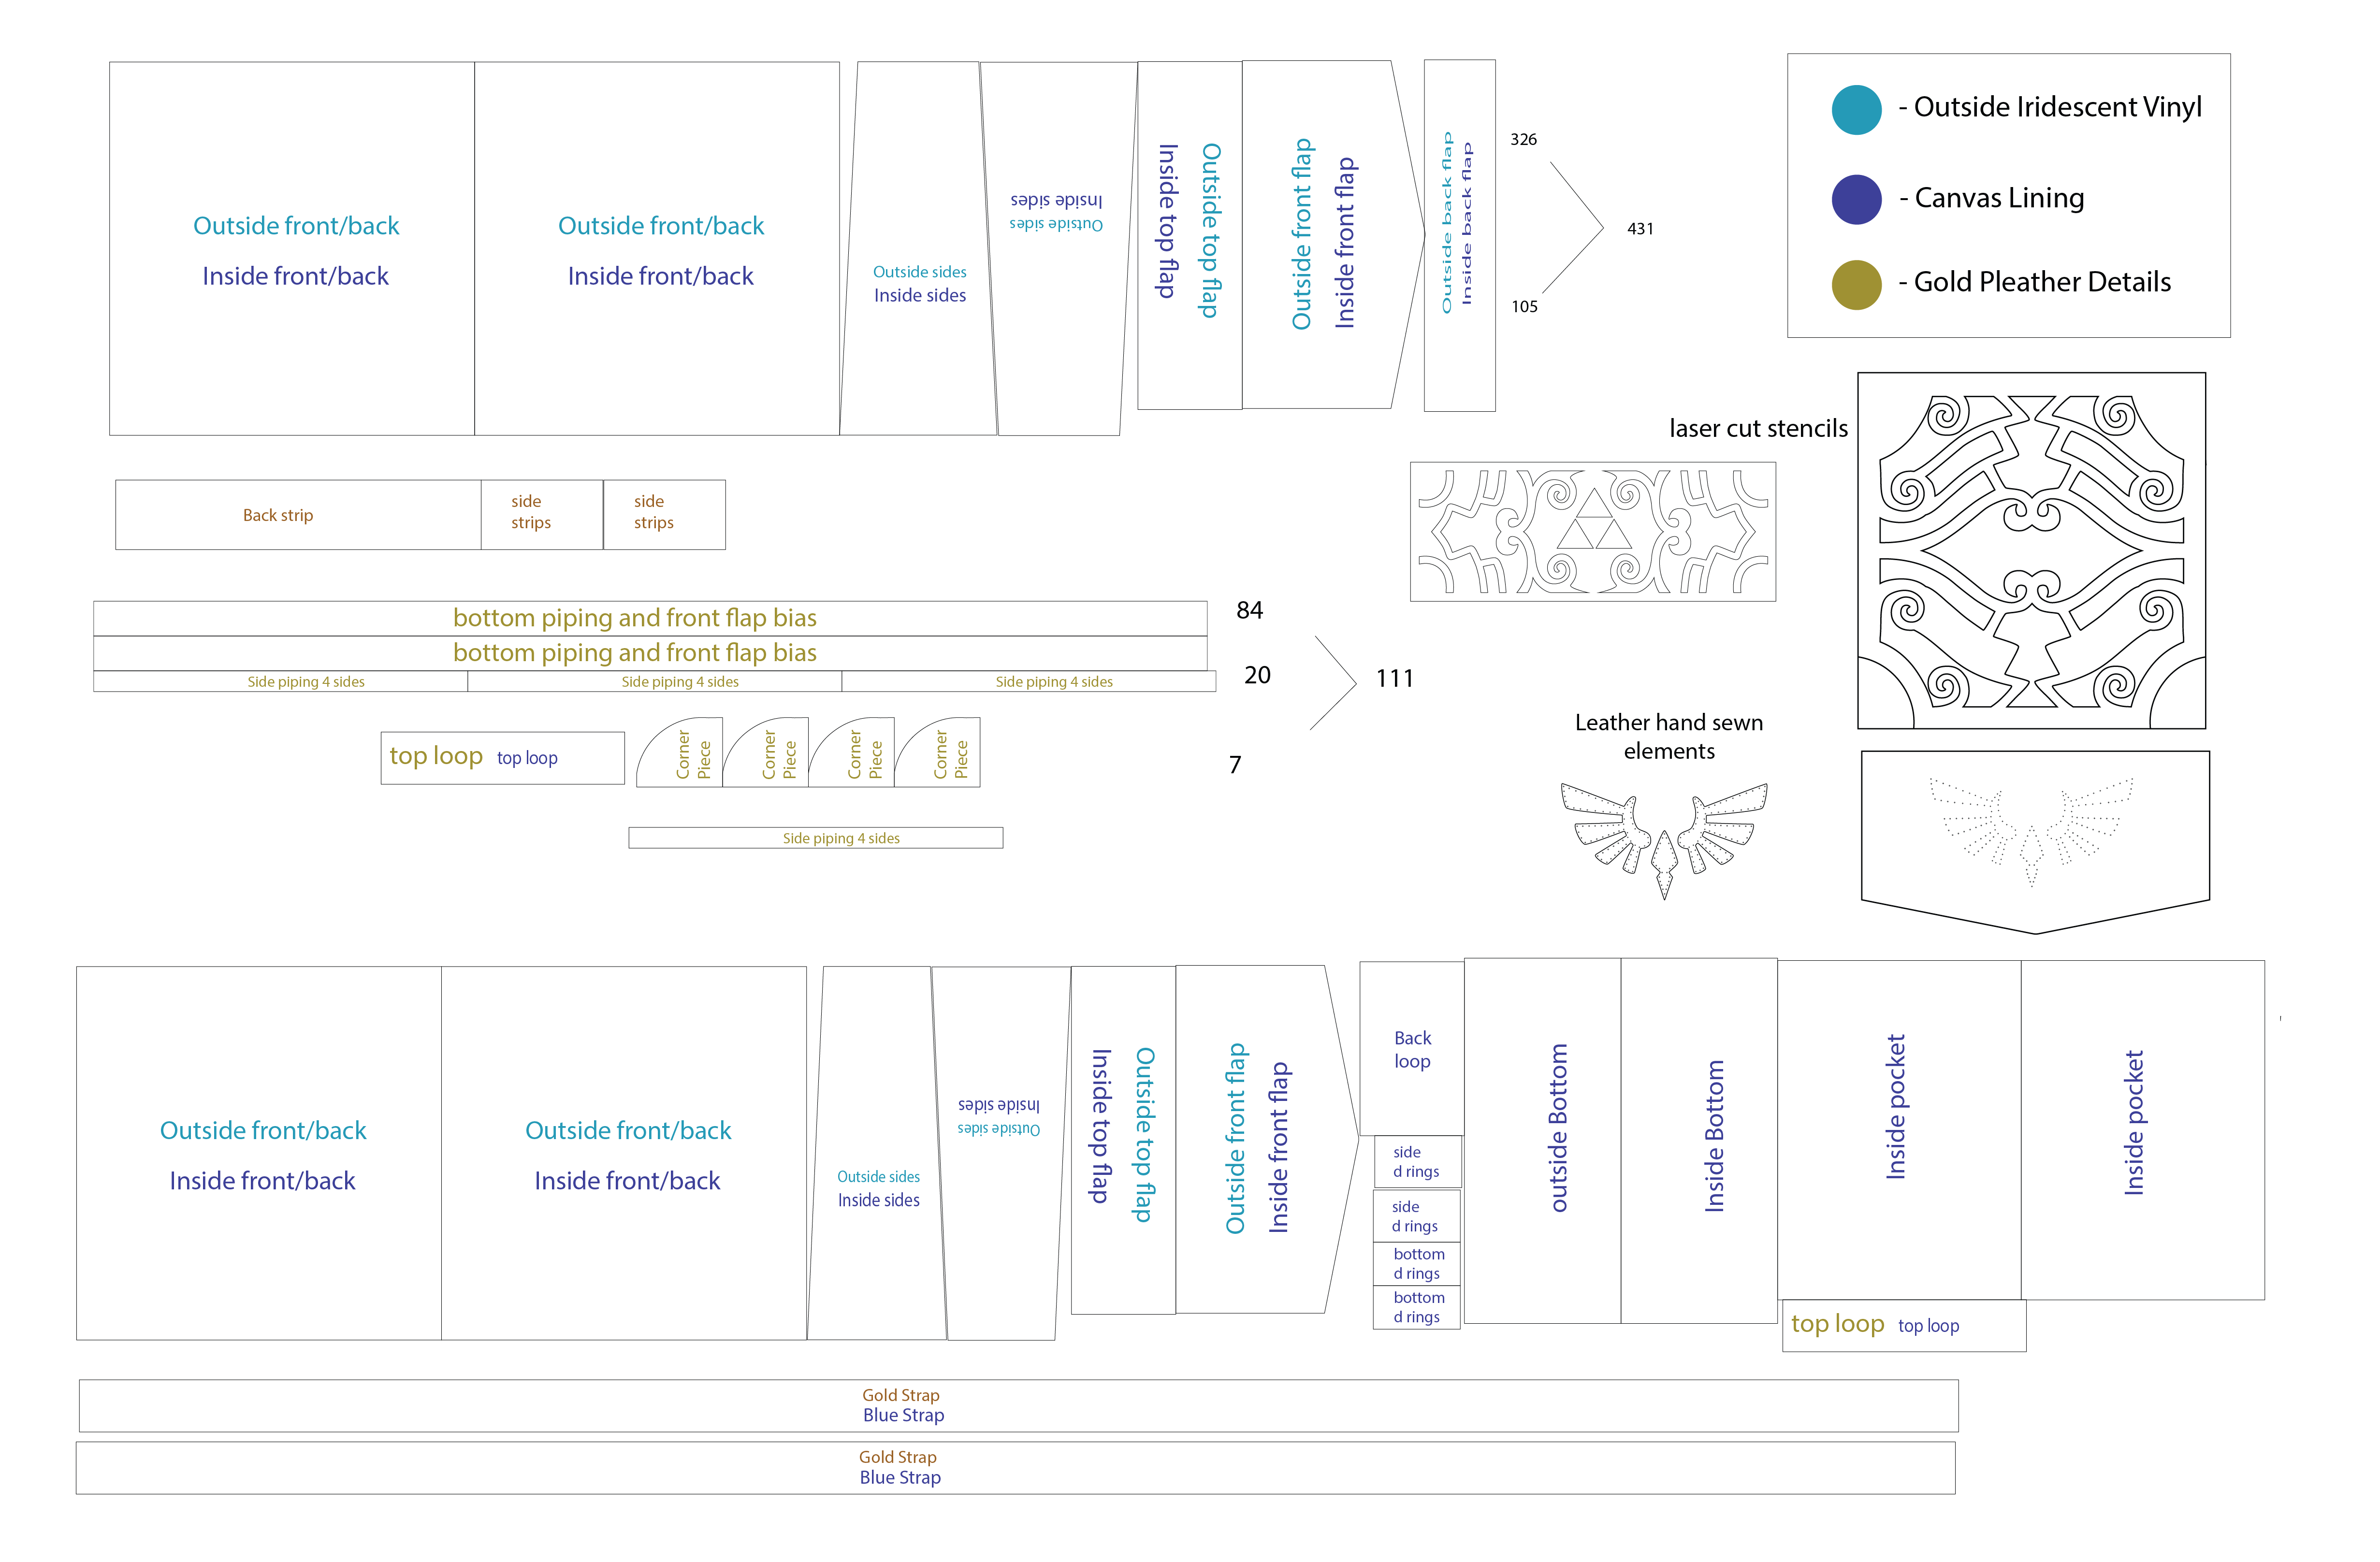 Outside front/back
Inside front/back
Outside front/back
Inside front/back
Outside sides
Inside sides
Outside sides
Inside sides
Inside top flap
Outside top flap
Outside front flap
Inside front flap
Outside back flap
Inside back flap
326
105
431
- Outside Iridescent Vinyl
- Canvas Lining
- Gold Pleather Details
laser cut stencils
Back strip
side
strips
side
strips
bottom piping and front flap bias
bottom piping and front flap bias
Side piping 4 sides
Side piping 4 sides
Side piping 4 sides
84
20
111
7
top loop top loop
Corner
Piece
Corner
Piece
Corner
Piece
Corner
Piece
Side piping 4 sides
Leather hand sewn
elements
Outside front/back
Inside front/back
Outside front/back
Inside front/back
Outside sides
Inside sides
Outside sides
Inside sides
Inside top flap
Outside top flap
Outside front flap
Inside front flap
Back
loop
side
d rings
side
d rings
bottom
d rings
bottom
d rings
outside Bottom
Inside Bottom
Inside pocket
Inside pocket
top loop top loop
Gold Strap
Blue Strap
Gold Strap
Blue Strap